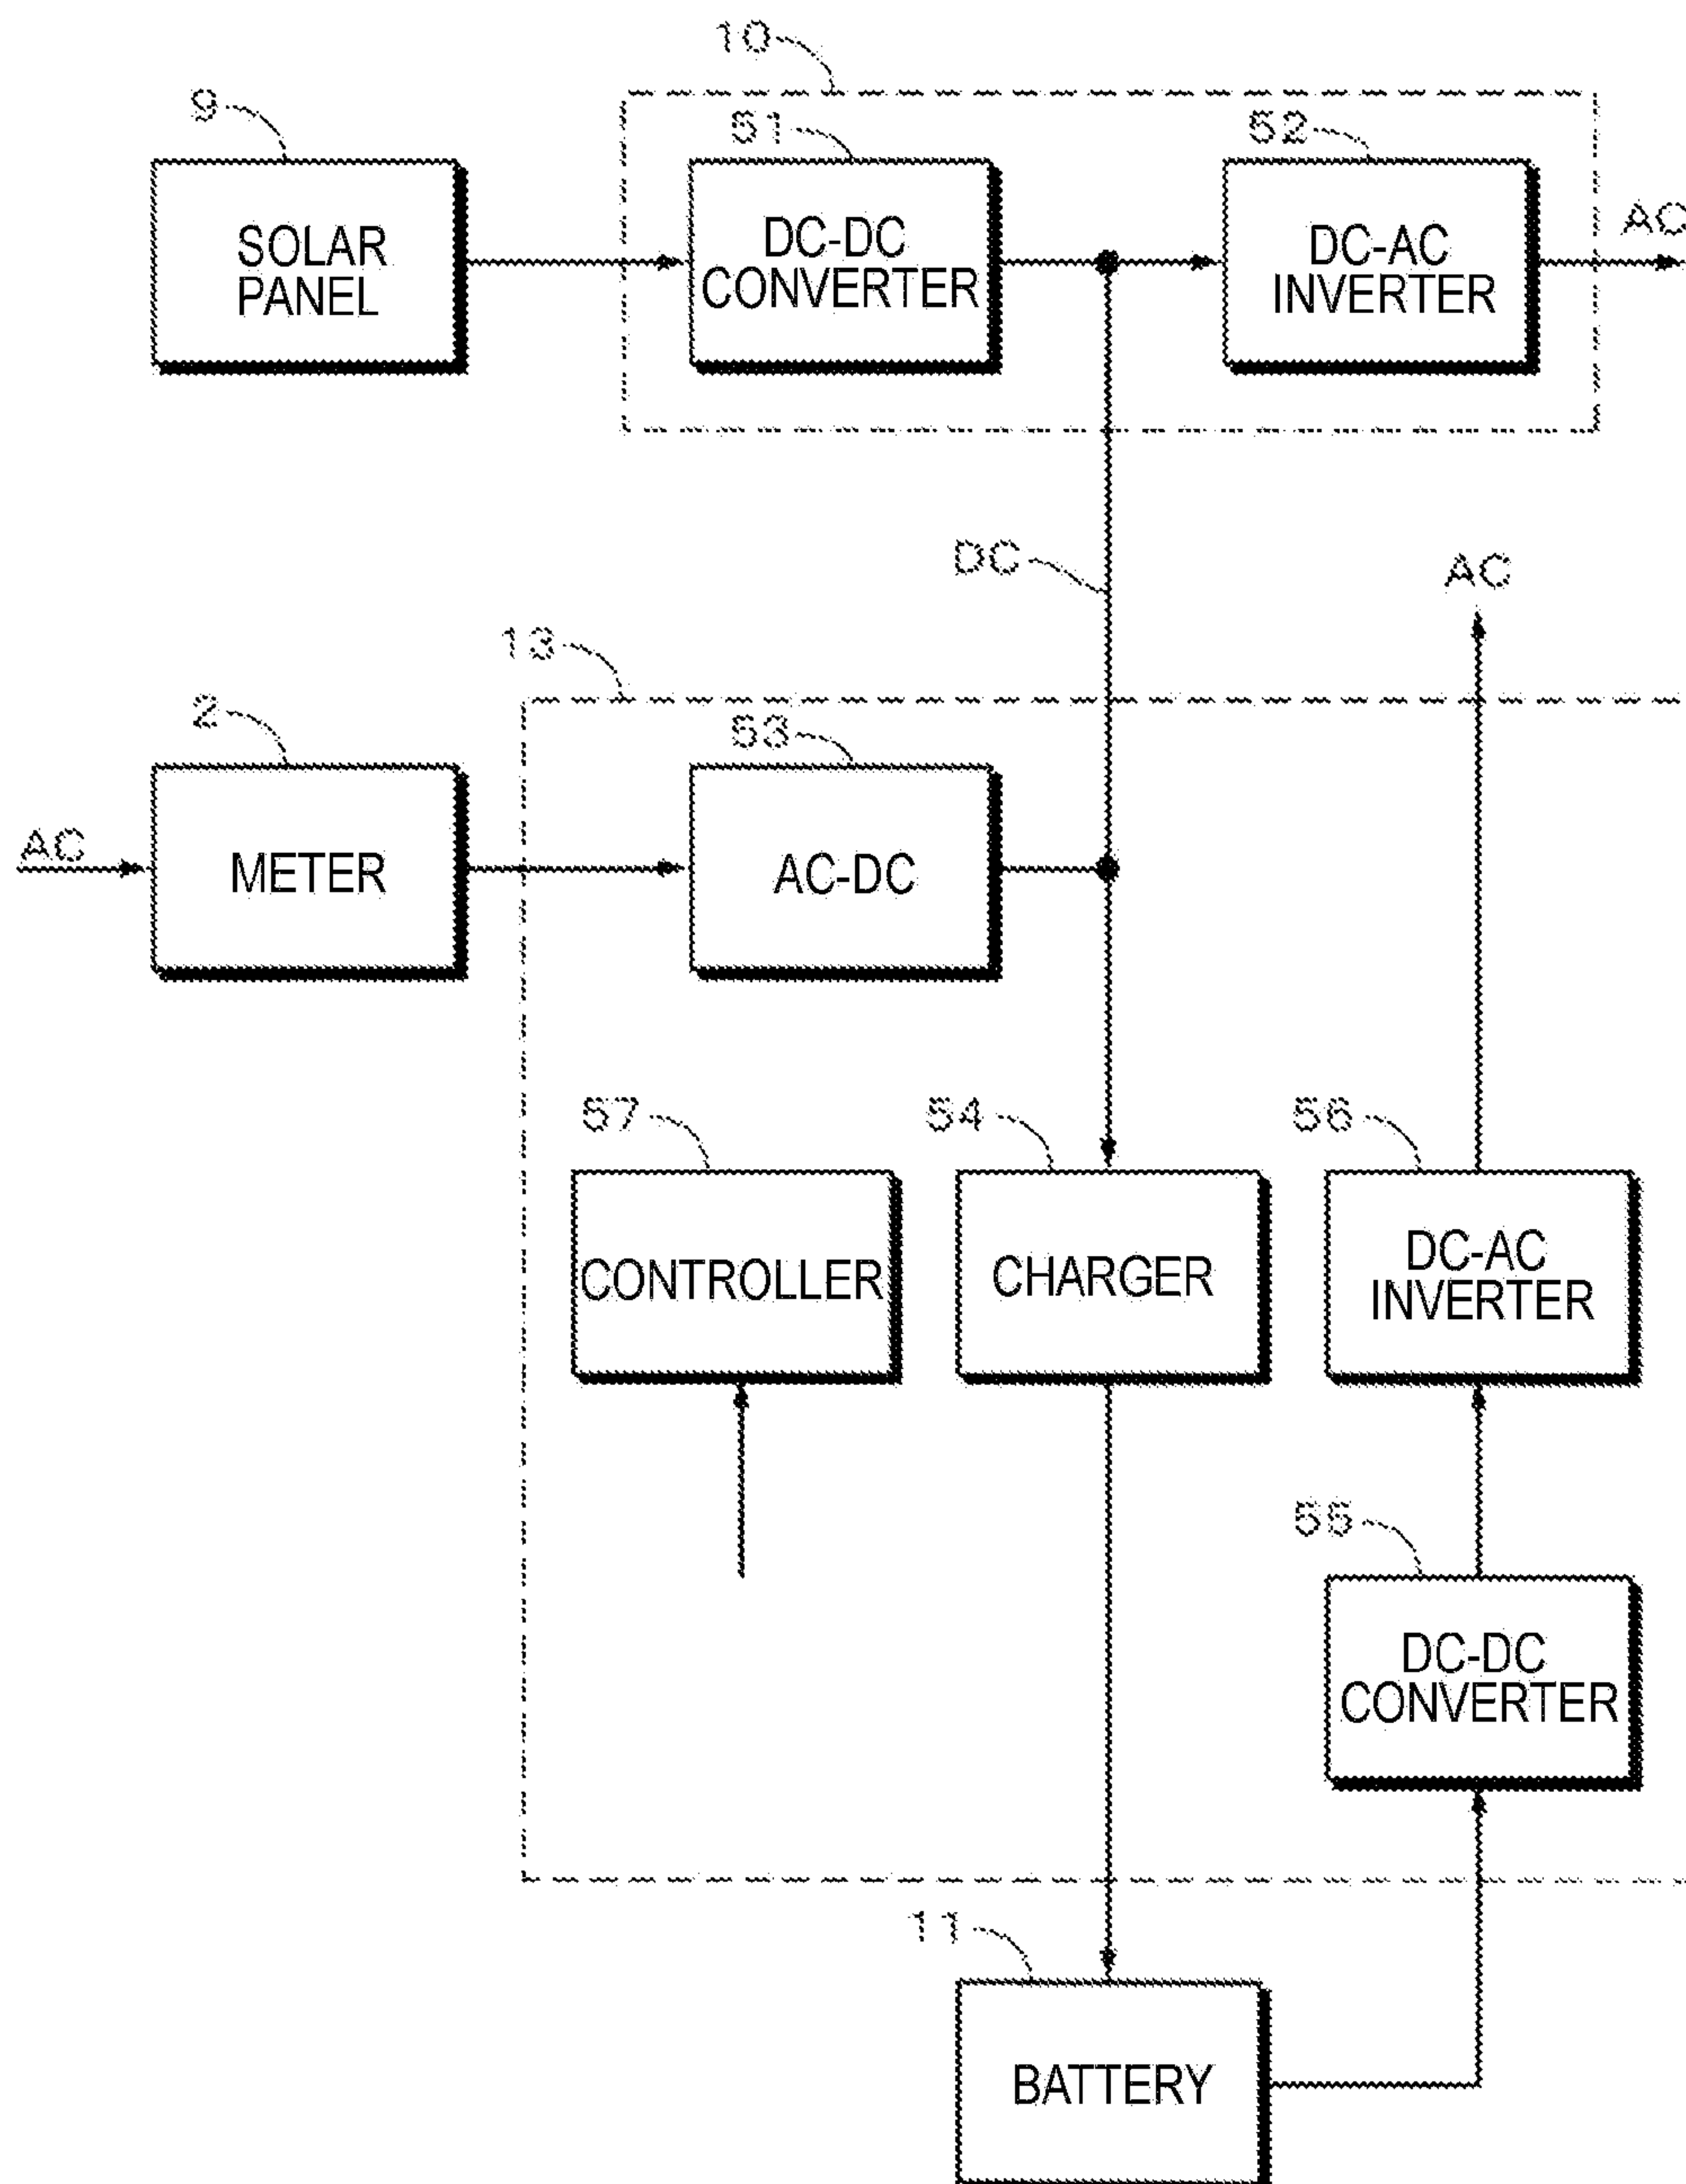 10
9
51
52
SOLAR
PANEL
DC-DC
CONVERTER
DC-AC
INVERTER
AC
DC
AC
13
2
53
AC
METER
AC-DC
57
54
56
CONTROLLER
CHARGER
DC-AC
INVERTER
55
DC-DC
CONVERTER
11
BATTERY